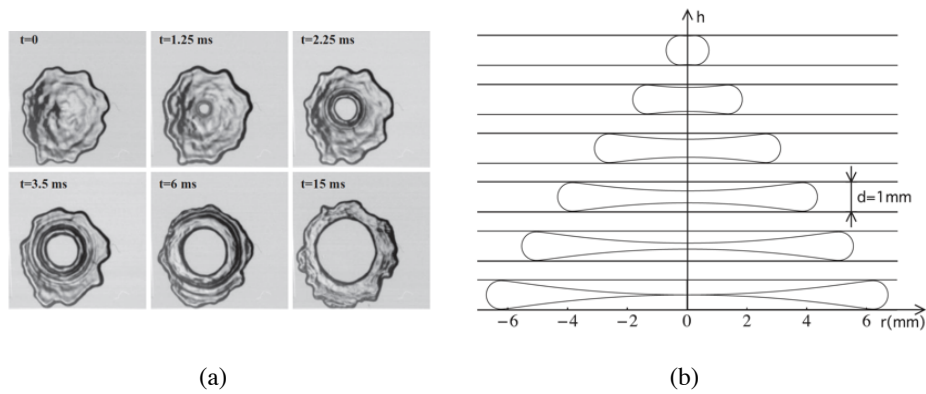 t=0
t=1.25 ms
t=2.25 ms
t=3.5 ms
t=6 ms
t=15 ms
(a)
h
d=1mm
−6 −4 −2 0 2 4 6 r(mm)
(b)